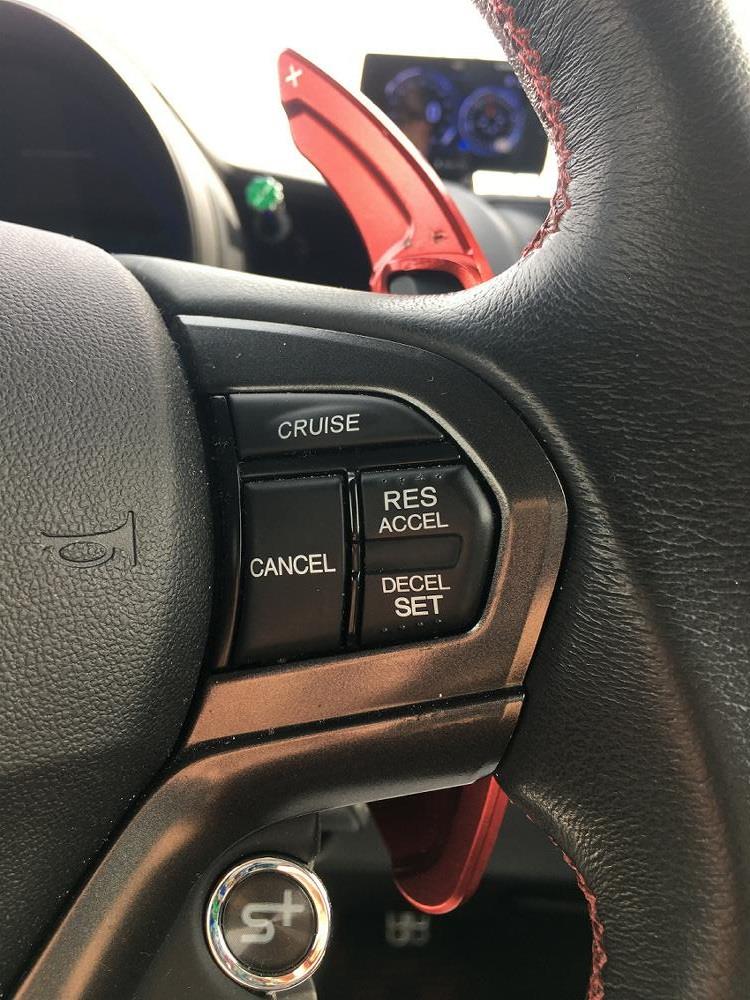 +
CRUISE
RES
ACCEL
CANCEL
DECEL
SET
S+